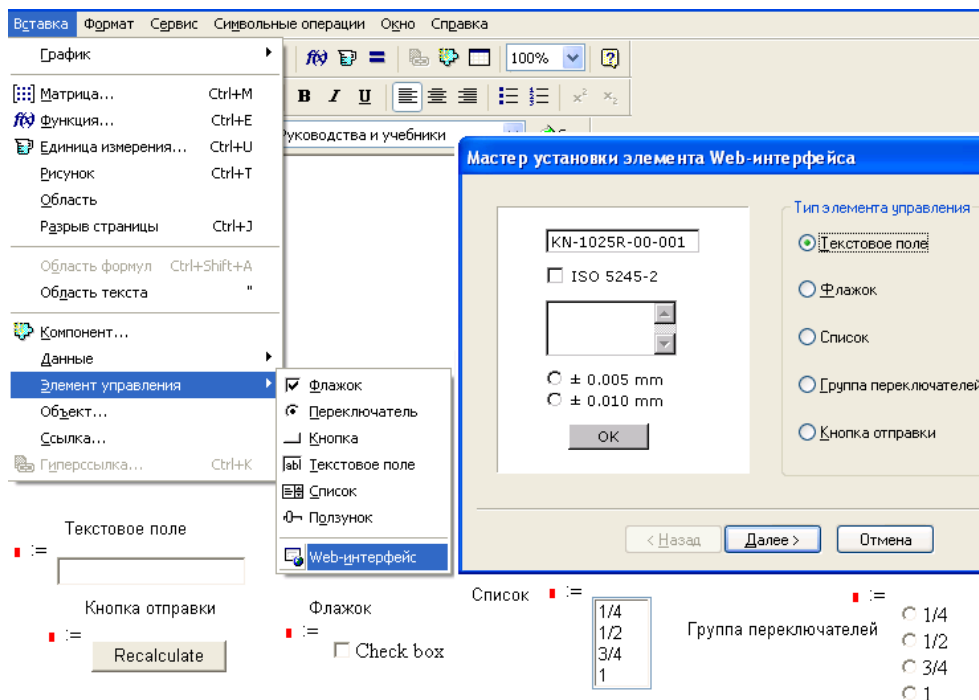 Вставка Формат Сервис Символьные операции Окно Справка
График
100%
Матрица... Ctrl+M
B I U
Функция... Ctrl+E
Руководства и учебники
Единица измерения... Ctrl+U
Рисунок Ctrl+T
Область
Разрыв страницы Ctrl+J
Область формул Ctrl+Shift+A
Область текста "
Компонент...
Данные
Элемент управления
Объект...
Ссылка...
Гиперссылка... Ctrl+K
Флажок
Переключатель
Кнопка
Текстовое поле
Список
Ползунок
Web-интерфейс
Мастер установки элемента Web-интерфейса
KN-1025R-00-001
ISO 5245-2
± 0.005 mm
± 0.010 mm
OK
Тип элемента управления
Текстовое поле
Флажок
Список
Группа переключателей
Кнопка отправки
< Назад Далее > Отмена
Текстовое поле
:=
Кнопка отправки
:=
Recalculate
Флажок
:=
Check box
Список :=
1/4
1/2
3/4
1
Группа переключателей
:=
1/4
1/2
3/4
1